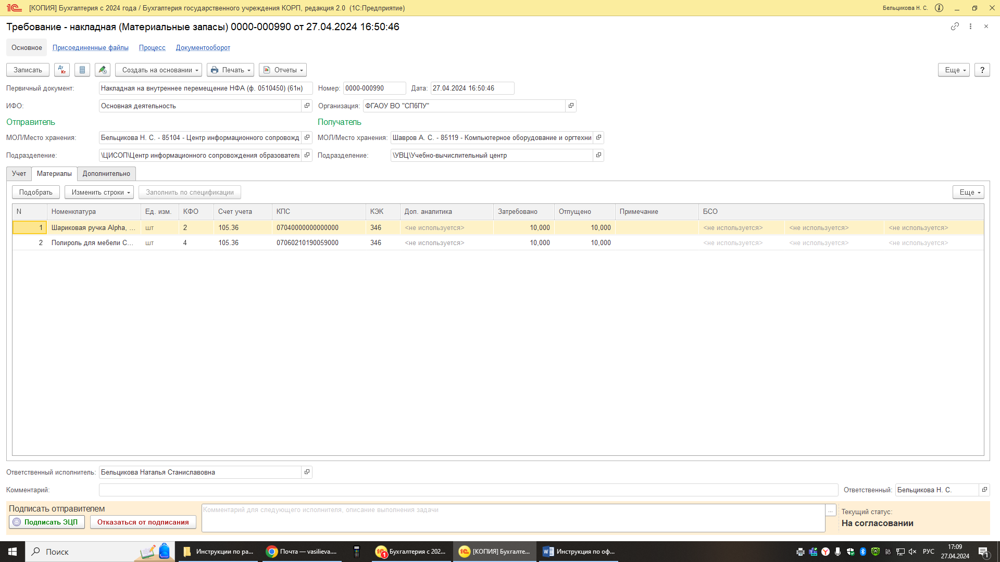 [КОПИЯ] Бухгалтерия с 2024 года / Бухгалтерия государственного учреждения КОРП, редакция 2.0 (1С:Предприятие) Бельцикова Н. С.
Требование - накладная (Материальные запасы) 0000-000990 от 27.04.2024 16:50:46
Основное Присоединенные файлы Процесс Документооборот
Записать Дт Кт Создать на основании Печать Отчеты Еще ?
Первичный документ: Накладная на внутреннее перемещение НФА (ф. 0510450) (61н) Номер: 0000-000990 Дата: 27.04.2024 16:50:46
ИФО: Основная деятельность Организация: ФГАОУ ВО "СПбПУ"
Отправитель Получатель
МОЛ/Место хранения: Бельцикова Н. С. - 85104 - Центр информационного сопровожд МОЛ/Место хранения: Шавров А. С. - 85119 - Компьютерное оборудование и оргтехни
Подразделение: \ЦИСОП\Центр информационного сопровождения образователь Подразделение: \УВЦ\Учебно-вычислительный центр
Учет Материалы Дополнительно
Подобрать Изменить строки Заполнить по спецификации Еще
N Номенклатура Ед. изм. КФО Счет учета КПС КЭК Доп. аналитика Затребовано Отпущено Примечание БСО
1 Шариковая ручка Alpha, ... шт 2 105.36 07040000000000000 346 <не используется> 10,000 10,000 <не используется> <не используется> <не используется>
2 Полироль для мебели С... шт 4 105.36 07060210190059000 346 <не используется> 10,000 10,000 <не используется> <не используется> <не используется>
Ответственный исполнитель: Бельцикова Наталья Станиславовна
Комментарий: Ответственный: Бельцикова Н. С.
Подписать отправителем
Комментарий для следующего исполнителя, описание выполнения задачи ...
Текущий статус:
Подписать ЭЦП Отказаться от подписания На согласовании
Поиск Инструкции по ра... Почта — vasilieva.... Бухгалтерия с 202... [КОПИЯ] Бухгалте... Инструкция по оф... РУС 17:09
27.04.2024